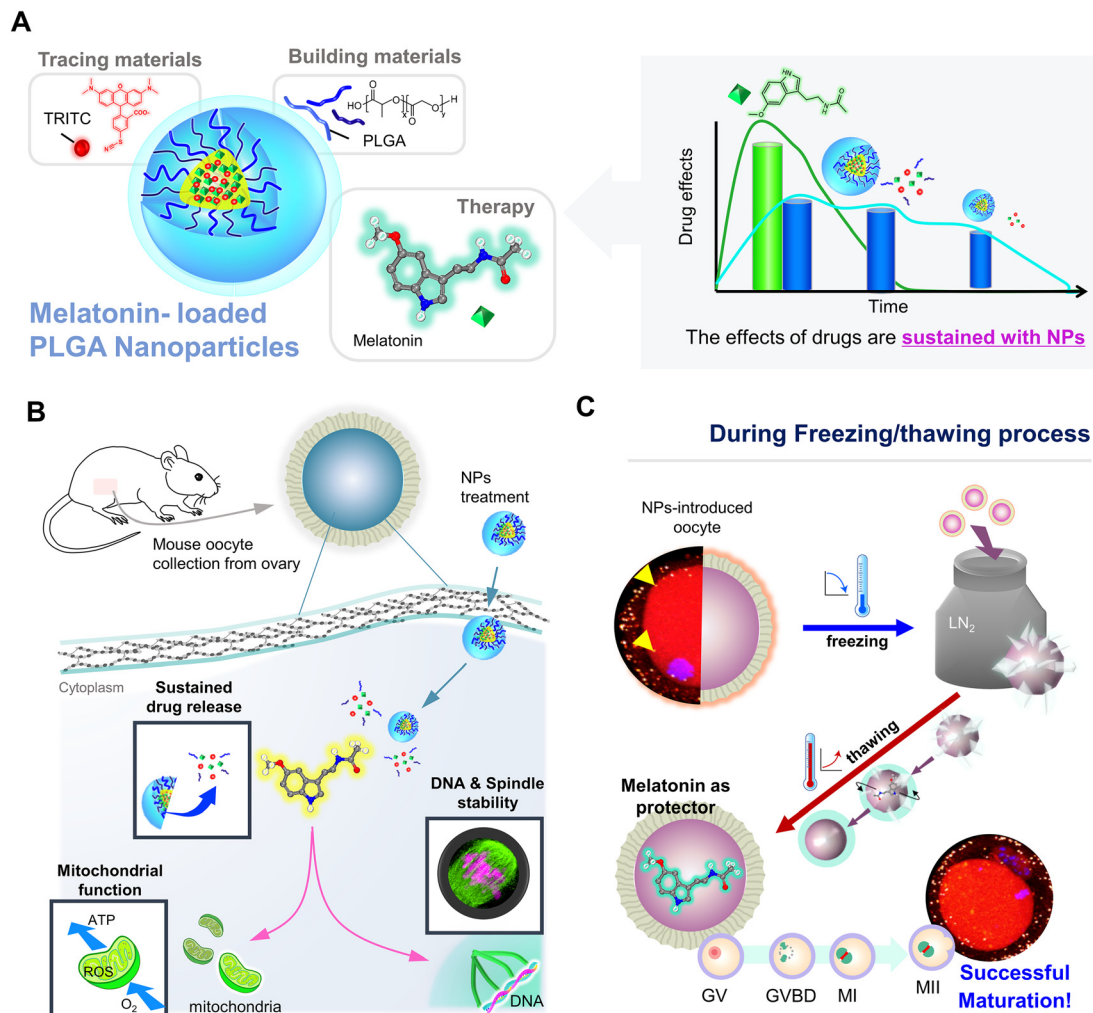 A
Tracing materials
TRITC
COO-
N=C=S
Building materials
HO
O
O
O
O
H
x
y
PLGA
Therapy
Melatonin
Melatonin- loaded
PLGA Nanoparticles
HN
O
N
H
O
Drug effects
Time
The effects of drugs are sustained with NPs
B
Mouse oocyte
collection from ovary
NPs
treatment
Cytoplasm
Sustained
drug release
DNA & Spindle
stability
Mitochondrial
function
ATP
ROS
O2
mitochondria
DNA
C
During Freezing/thawing process
NPs-introduced
oocyte
freezing
LN2
thawing
Melatonin as
protector
GV
GVBD
MI
MII
Successful
Maturation!